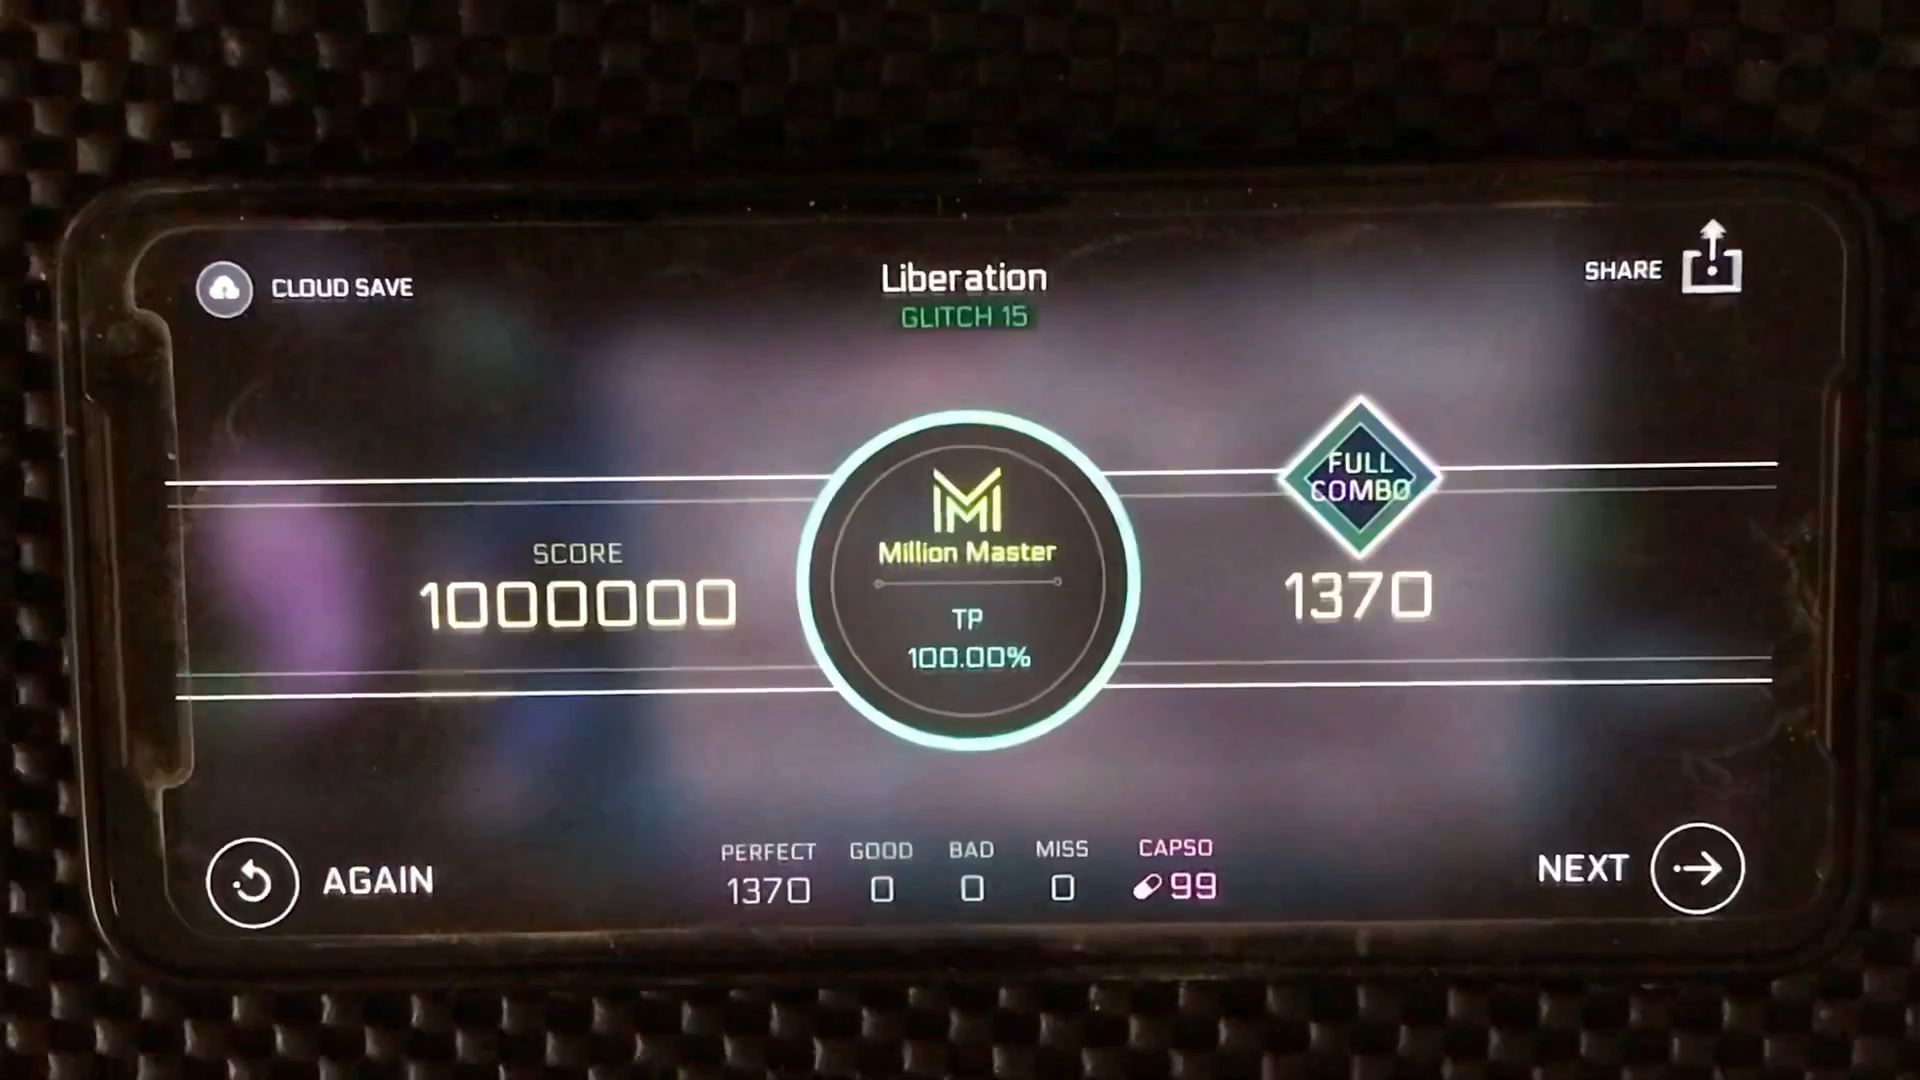 CLOUD SAVE
Liberation
GLITCH 15
SHARE
FULL
COMBO
SCORE
1000000
Million Master
TP
100.00%
1370
AGAIN
PERFECT GOOD BAD MISS CAPSO
1370 0 0 0 99
NEXT